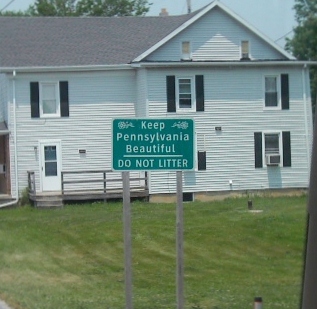 Keep
Pennsylvania
Beautiful
DO NOT LITTER